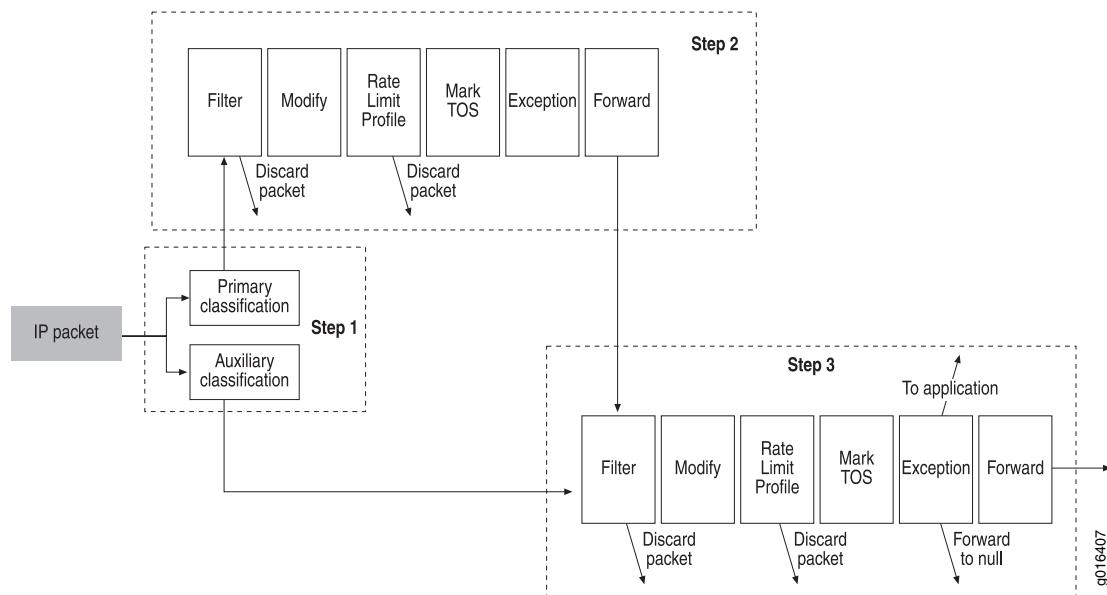 Step 2
Filter
Modify
Rate
Limit
Profile
Mark
TOS
Exception
Forward
Discard
packet
Discard
packet
IP packet
Primary
classification
Step 1
Auxiliary
classification
Step 3
To application
Filter
Modify
Rate
Limit
Profile
Mark
TOS
Exception
Forward
Discard
packet
Discard
packet
Forward
to null
g016407